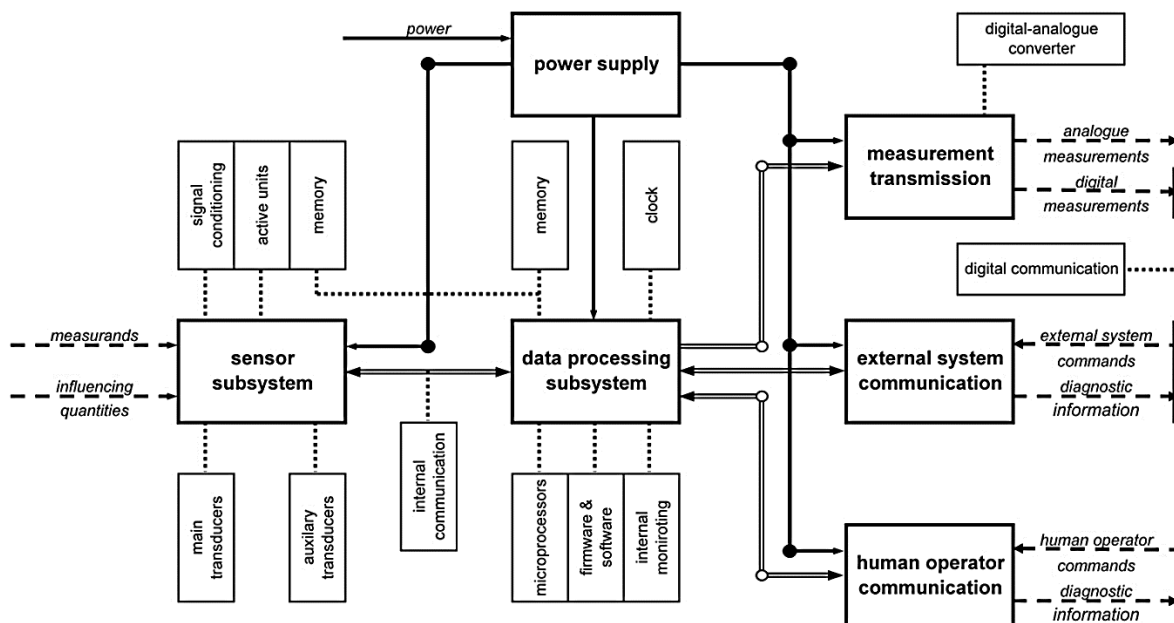 power
power supply
digital-analogue
converter
signal
conditioning
active units
memory
memory
clock
measurement
transmission
analogue
measurements
digital
measurements
digital communication
measurands
influencing
quantities
sensor
subsystem
data processing
subsystem
external system
communication
external system
commands
diagnostic
information
main
transducers
auxilary
transducers
internal
communication
microprocessors
firmware &
software
internal
moniroting
human operator
communication
human operator
commands
diagnostic
information